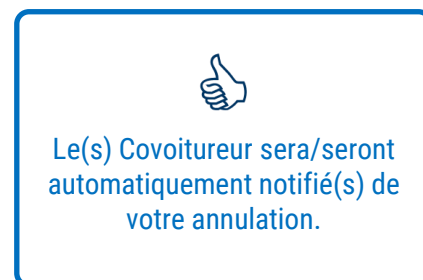 Le(s) Covoitureur sera/seront
automatiquement notifié(s) de
votre annulation.